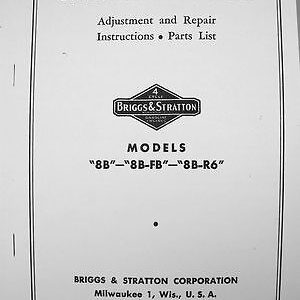 Adjustment and Repair
Instructions • Parts List
4
CYCLE
BRIGGS & STRATTON
GASOLINE
ENGINES
MODELS
"8B"—"8B-FB"—"8B-R6"
BRIGGS & STRATTON CORPORATION
Milwaukee 1, Wis., U. S. A.